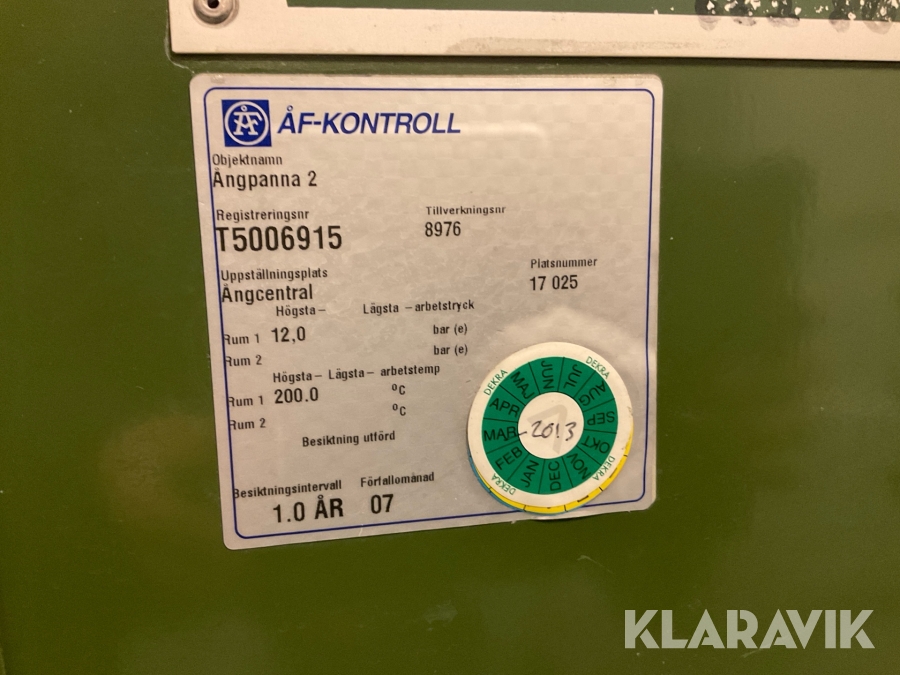 ÅF ÅF-KONTROLL
Objektnamn
Ångpanna 2
Registreringsnr Tillverkningsnr
T5006915 8976
Uppställningsplats Platsnummer
Ångcentral 17 025
Högsta – Lägsta – arbetstryck
Rum 1 12,0 bar (e)
Rum 2 bar (e)
Högsta – Lägsta – arbetstemp
Rum 1 200.0 °C
Rum 2 °C
Besiktning utförd
Besiktningsintervall Förfallomånad
1.0 ÅR 07
DEKRA DEKRA DEKRA DEKRA
JAN FEB MAR APR MAJ JUN JUL AUG SEP OKT NOV DEC
2013
KLARAVIK